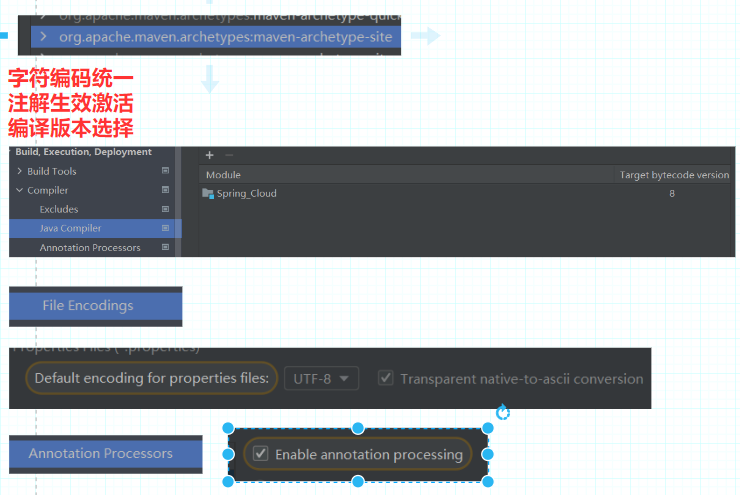 org.apache.maven.archetypes:maven-archetype-quick
org.apache.maven.archetypes:maven-archetype-site
字符编码统一
注解生效激活
编译版本选择
Build, Execution, Deployment
Build Tools
Module
Target bytecode version
Compiler
Spring_Cloud
8
Excludes
Java Compiler
Annotation Processors
File Encodings
Properties Files (*.properties)
Default encoding for properties files:
UTF-8
Transparent native-to-ascii conversion
Annotation Processors
Enable annotation processing